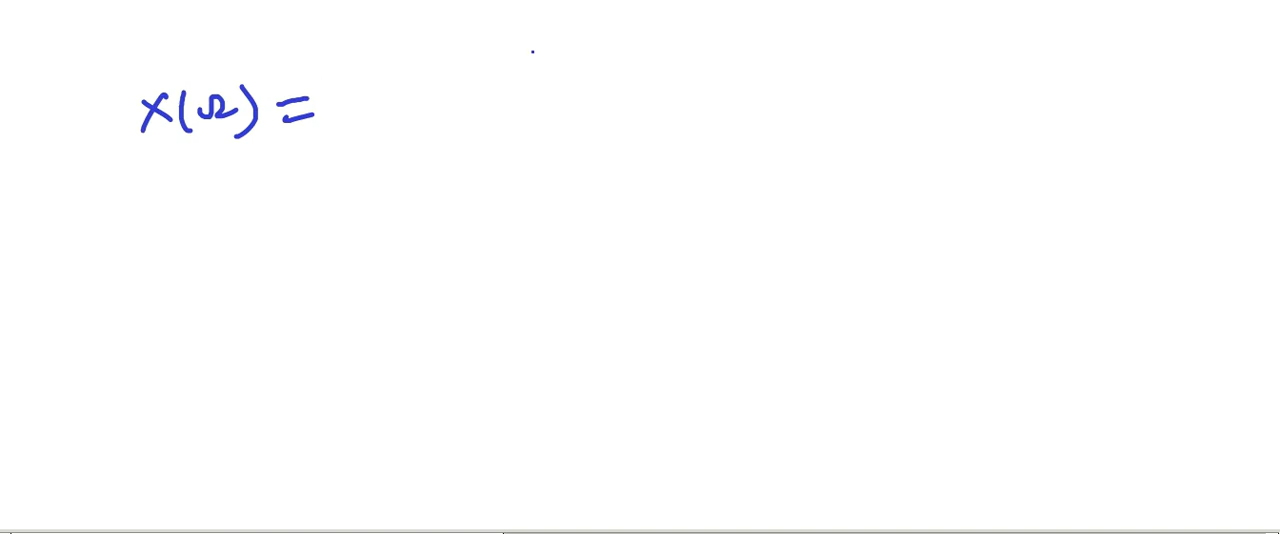 X(Ω) =